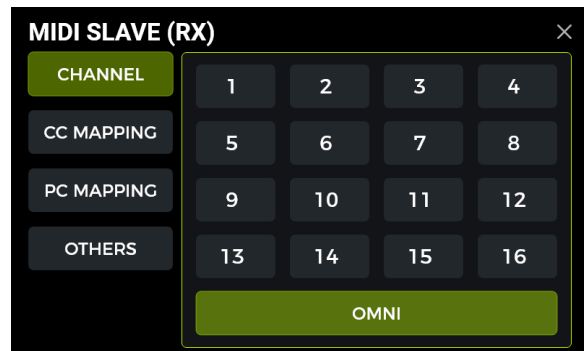 MIDI SLAVE (RX)
CHANNEL
CC MAPPING
PC MAPPING
OTHERS
1 2 3 4
5 6 7 8
9 10 11 12
13 14 15 16
OMNI